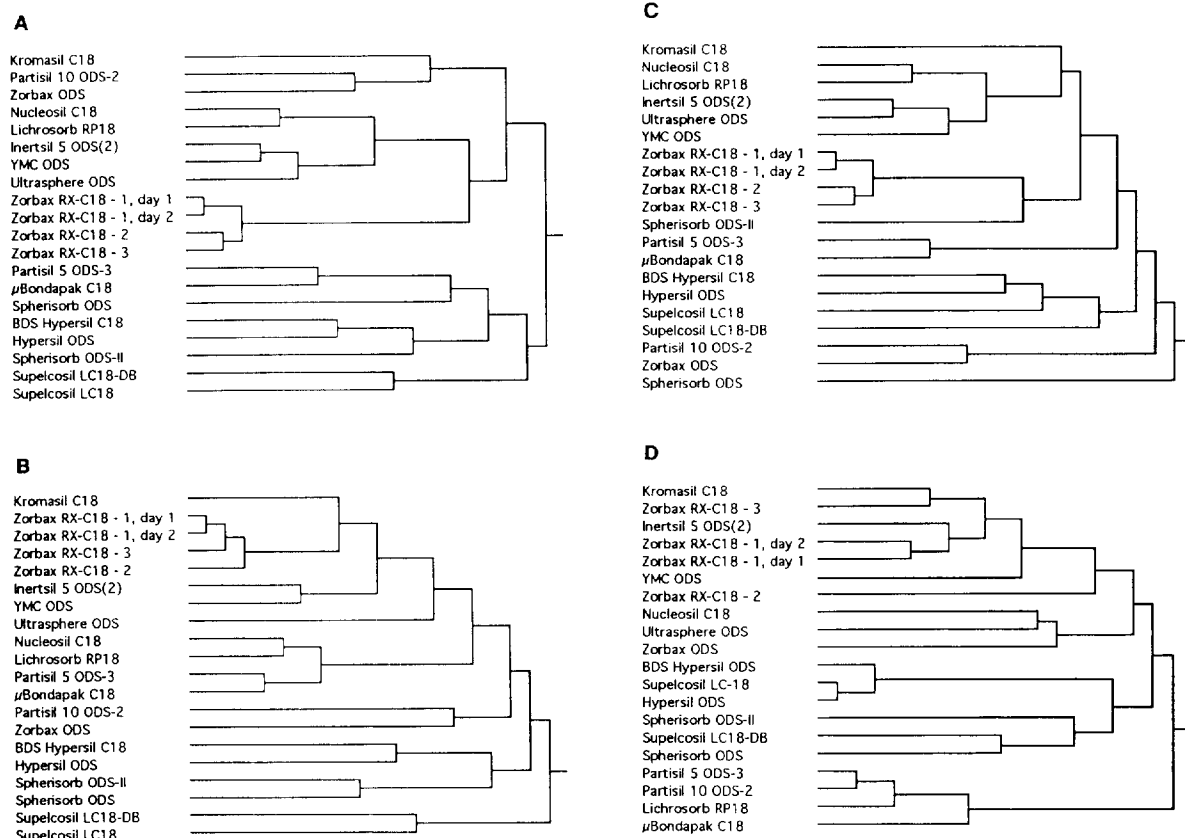 A
Kromasil C18
Partisil 10 ODS-2
Zorbax ODS
Nucleosil C18
Lichrosorb RP18
Inertsil 5 ODS(2)
YMC ODS
Ultrasphere ODS
Zorbax RX-C18 - 1, day 1
Zorbax RX-C18 - 1, day 2
Zorbax RX-C18 - 2
Zorbax RX-C18 - 3
Partisil 5 ODS-3
µBondapak C18
Spherisorb ODS
BDS Hypersil C18
Hypersil ODS
Spherisorb ODS-II
Supelcosil LC18-DB
Supelcosil LC18
B
Kromasil C18
Zorbax RX-C18 - 1, day 1
Zorbax RX-C18 - 1, day 2
Zorbax RX-C18 - 3
Zorbax RX-C18 - 2
Inertsil 5 ODS(2)
YMC ODS
Ultrasphere ODS
Nucleosil C18
Lichrosorb RP18
Partisil 5 ODS-3
µBondapak C18
Partisil 10 ODS-2
Zorbax ODS
BDS Hypersil C18
Hypersil ODS
Spherisorb ODS-II
Spherisorb ODS
Supelcosil LC18-DB
Supelcosil LC18
C
Kromasil C18
Nucleosil C18
Lichrosorb RP18
Inertsil 5 ODS(2)
Ultrasphere ODS
YMC ODS
Zorbax RX-C18 - 1, day 1
Zorbax RX-C18 - 1, day 2
Zorbax RX-C18 - 2
Zorbax RX-C18 - 3
Spherisorb ODS-II
Partisil 5 ODS-3
µBondapak C18
BDS Hypersil C18
Hypersil ODS
Supelcosil LC18
Supelcosil LC18-DB
Partisil 10 ODS-2
Zorbax ODS
Spherisorb ODS
D
Kromasil C18
Zorbax RX-C18 - 3
Inertsil 5 ODS(2)
Zorbax RX-C18 - 1, day 2
Zorbax RX-C18 - 1, day 1
YMC ODS
Zorbax RX-C18 - 2
Nucleosil C18
Ultrasphere ODS
Zorbax ODS
BDS Hypersil ODS
Supelcosil LC-18
Hypersil ODS
Spherisorb ODS-II
Supelcosil LC18-DB
Spherisorb ODS
Partisil 5 ODS-3
Partisil 10 ODS-2
Lichrosorb RP18
µBondapak C18